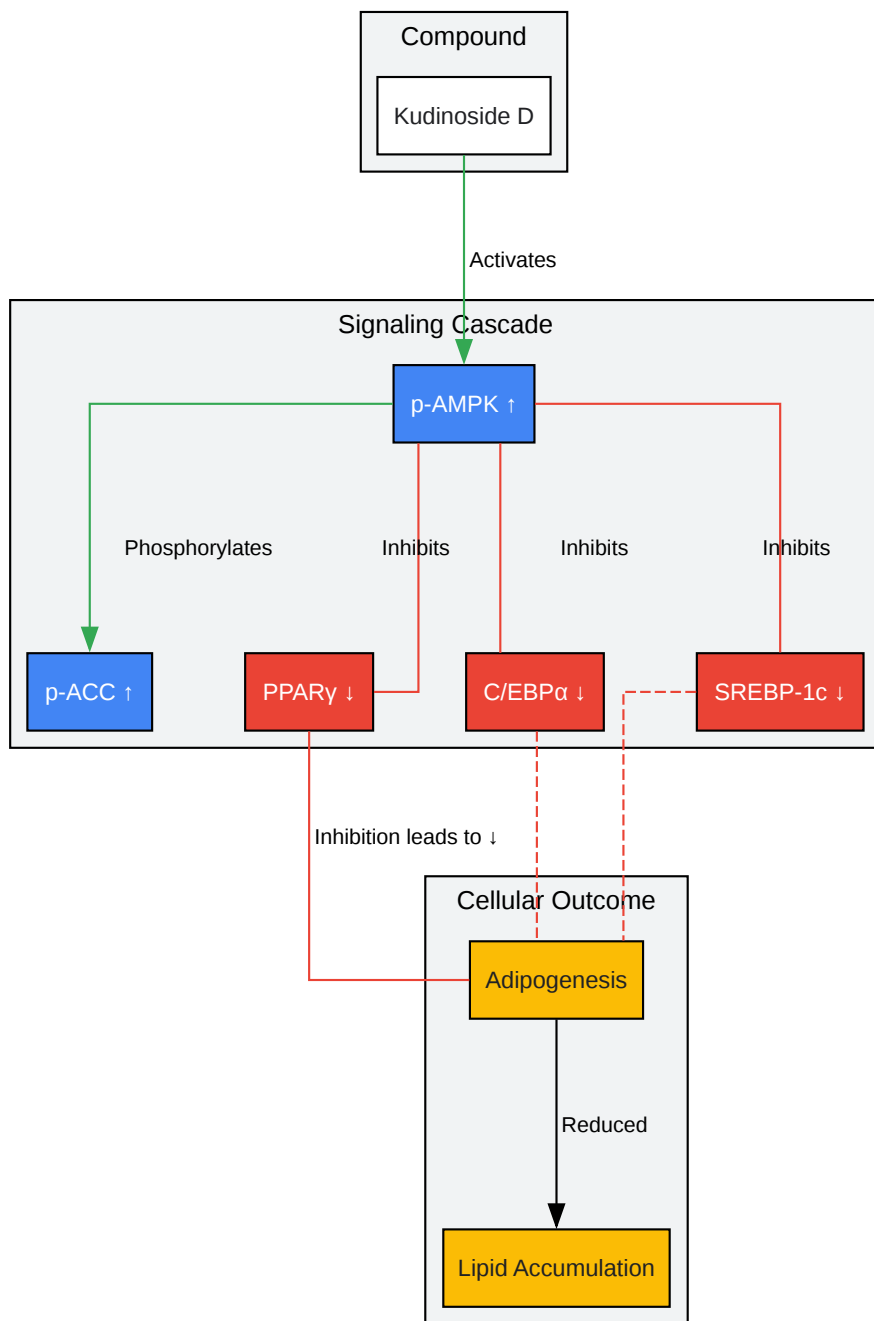 Compound
Kudinoside D
Activates
Signaling Cascade
p-AMPK ↑
Phosphorylates
Inhibits
Inhibits
Inhibits
p-ACC ↑
PPARγ ↓
C/EBPα ↓
SREBP-1c ↓
Inhibition leads to ↓
Cellular Outcome
Adipogenesis
Reduced
Lipid Accumulation